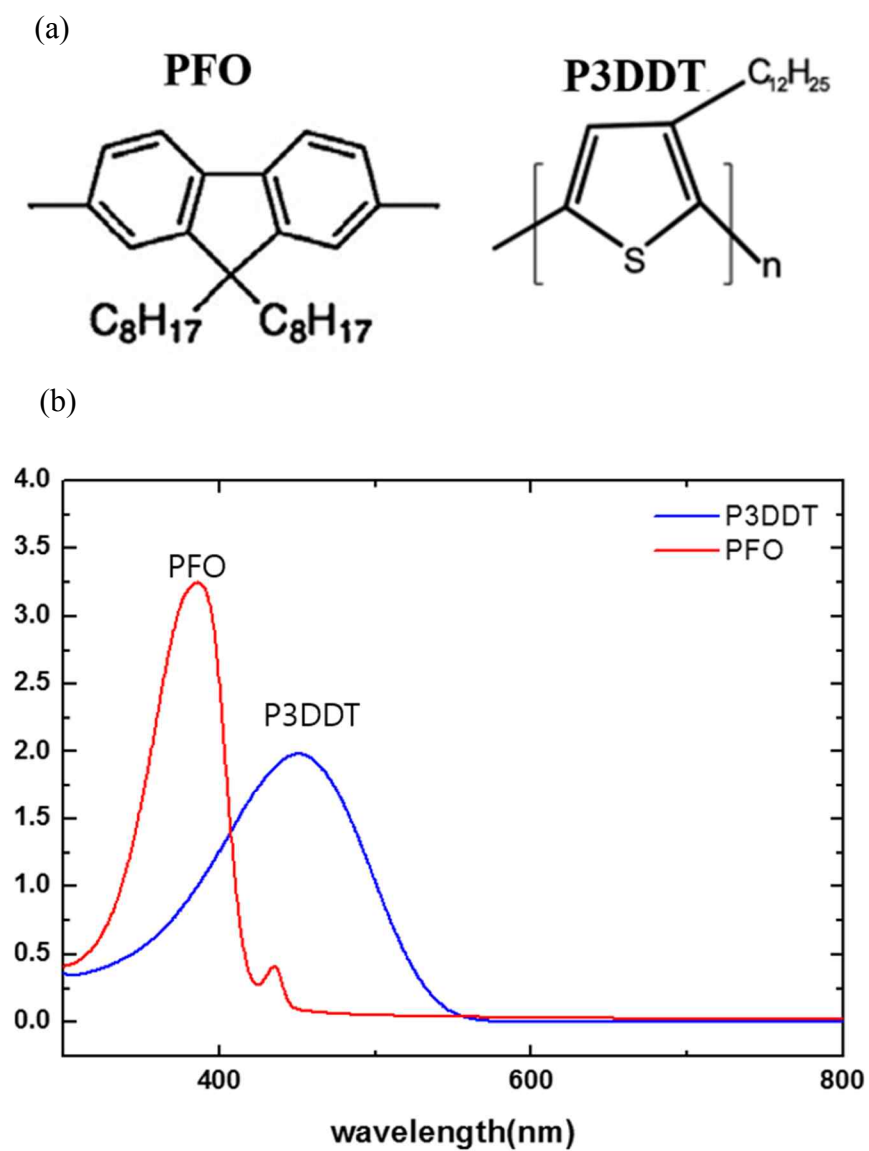 (a)
PFO
P3DDT
C12H25
S
n
C8H17
C8H17
(b)
4.0
3.5
3.0
2.5
2.0
1.5
1.0
0.5
0.0
P3DDT
PFO
PFO
P3DDT
400
600
800
wavelength(nm)